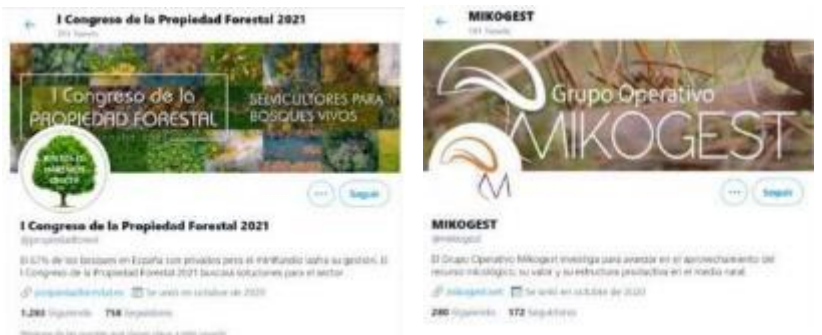 I Congreso de la Propiedad Forestal 2021
I Congreso de la
PROPIEDAD FORESTAL
SELVICULTORES PARA
BOSQUES VIVOS
Seguir
I Congreso de la Propiedad Forestal 2021
@propiedadforest
El 67% de los bosques en España son privados pero el minifundio lastra su gestión. El
I Congreso de la Propiedad Forestal 2021 buscará soluciones para el sector
propiedadforestal.es Se unió en octubre de 2020
1.283 Siguiendo 758 Seguidores
MIKOGEST
Tweets
Grupo Operativo
MIKOGEST
Seguir
MIKOGEST
@mikogest
El Grupo Operativo Mikogest investiga para avanzar en el aprovechamiento del
recurso micológico, su valor y su estructura productiva en el medio rural
mikogest.net Se unió en octubre de 2020
280 Siguiendo 172 Seguidores